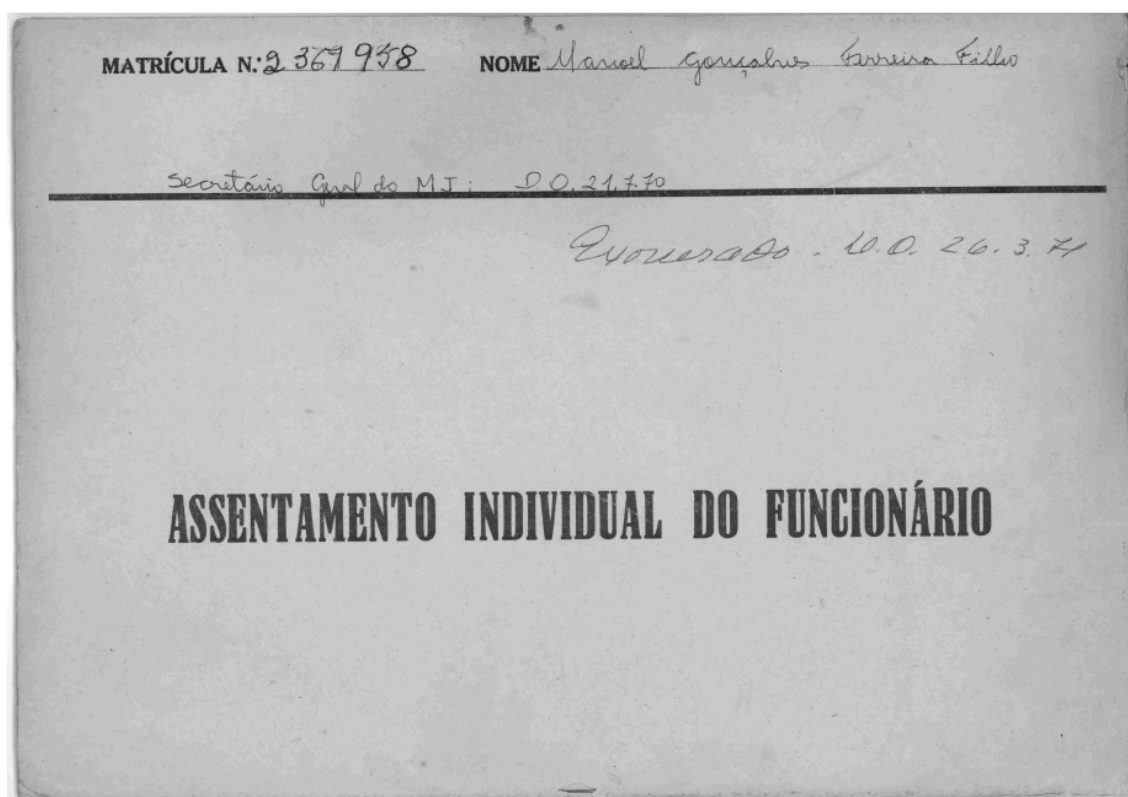 MATRÍCULA N.º 2 367 958 NOME Manoel Gonçalves Ferreira Filho
Secretário Geral do MJ: D O. 21.7.70
Exonerado. D.O. 26.3.71
ASSENTAMENTO INDIVIDUAL DO FUNCIONÁRIO